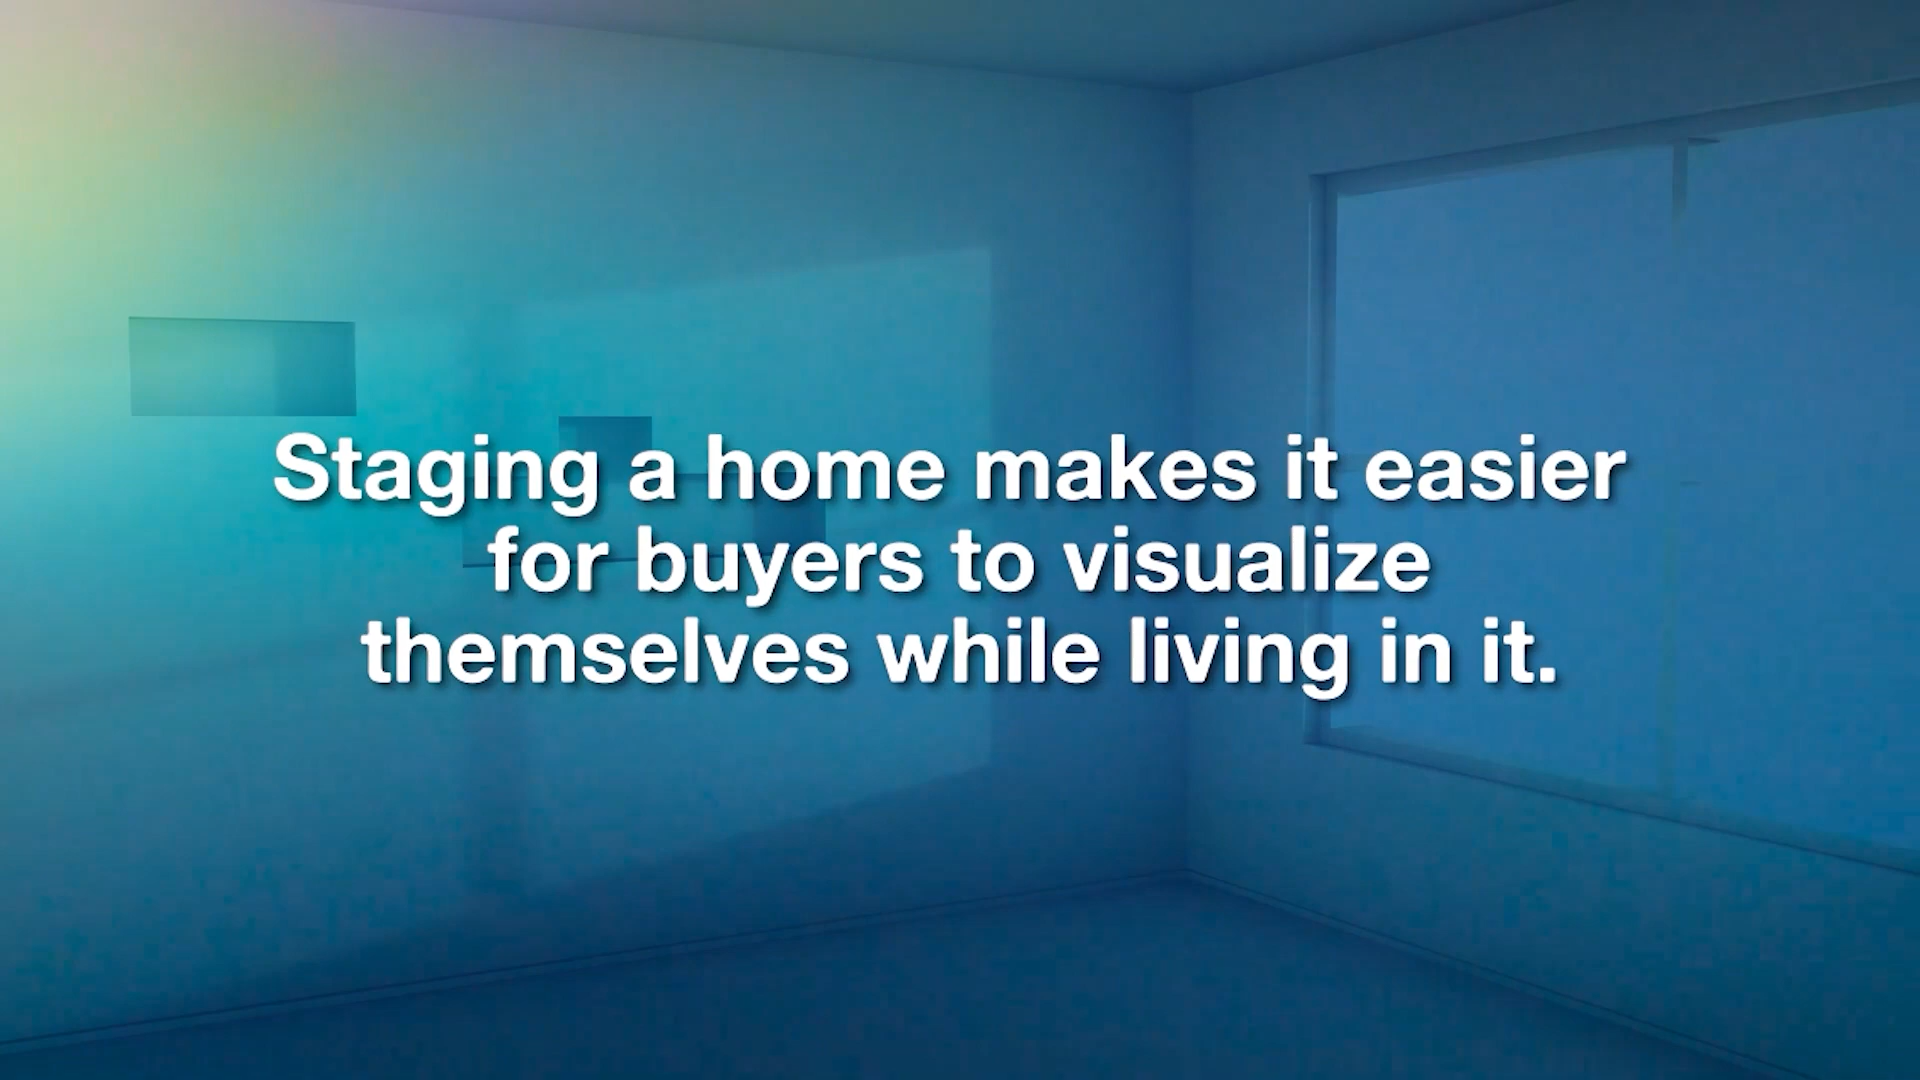 Staging a home makes it easier
for buyers to visualize
themselves while living in it.